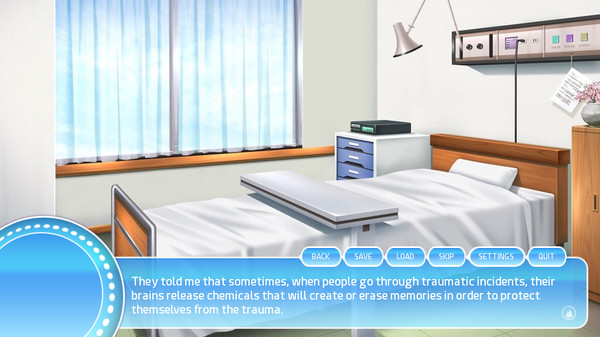 BACK SAVE LOAD SKIP SETTINGS QUIT
They told me that sometimes, when people go through traumatic incidents, their
brains release chemicals that will create or erase memories in order to protect
themselves from the trauma.